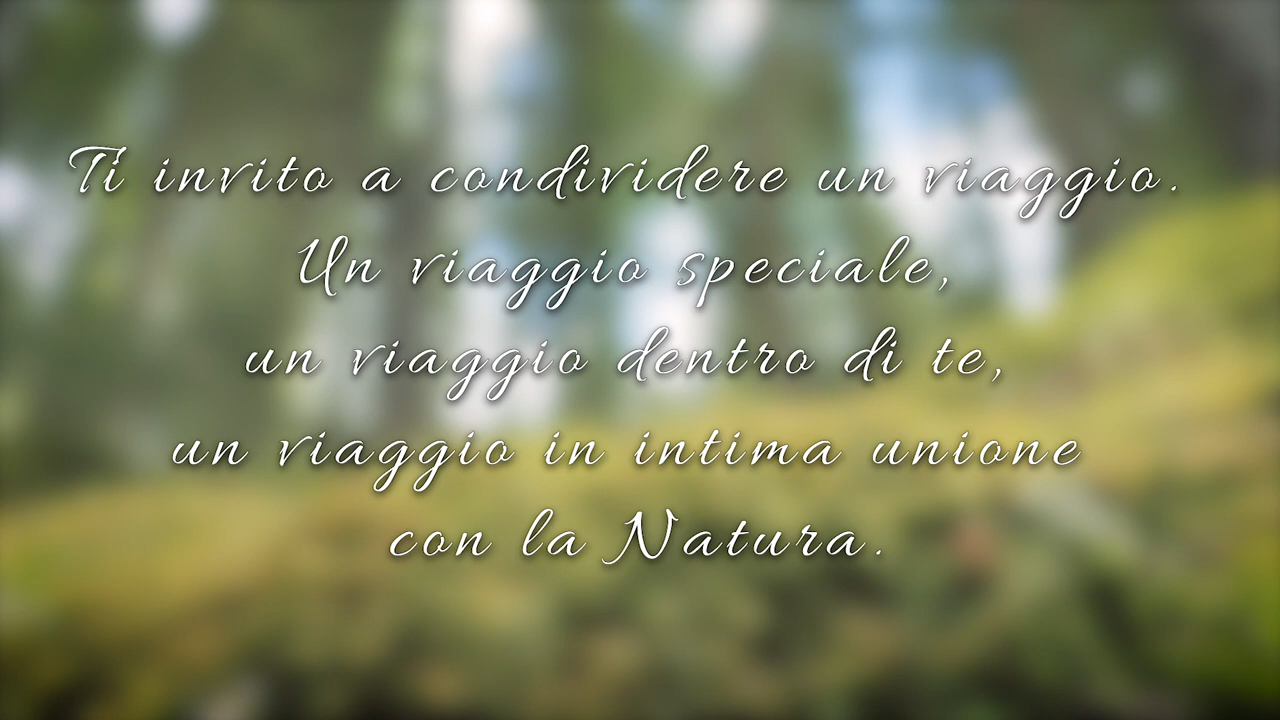 Ti invito a condividere un viaggio.
Un viaggio speciale,
un viaggio dentro di te,
un viaggio in intima unione
con la Natura.